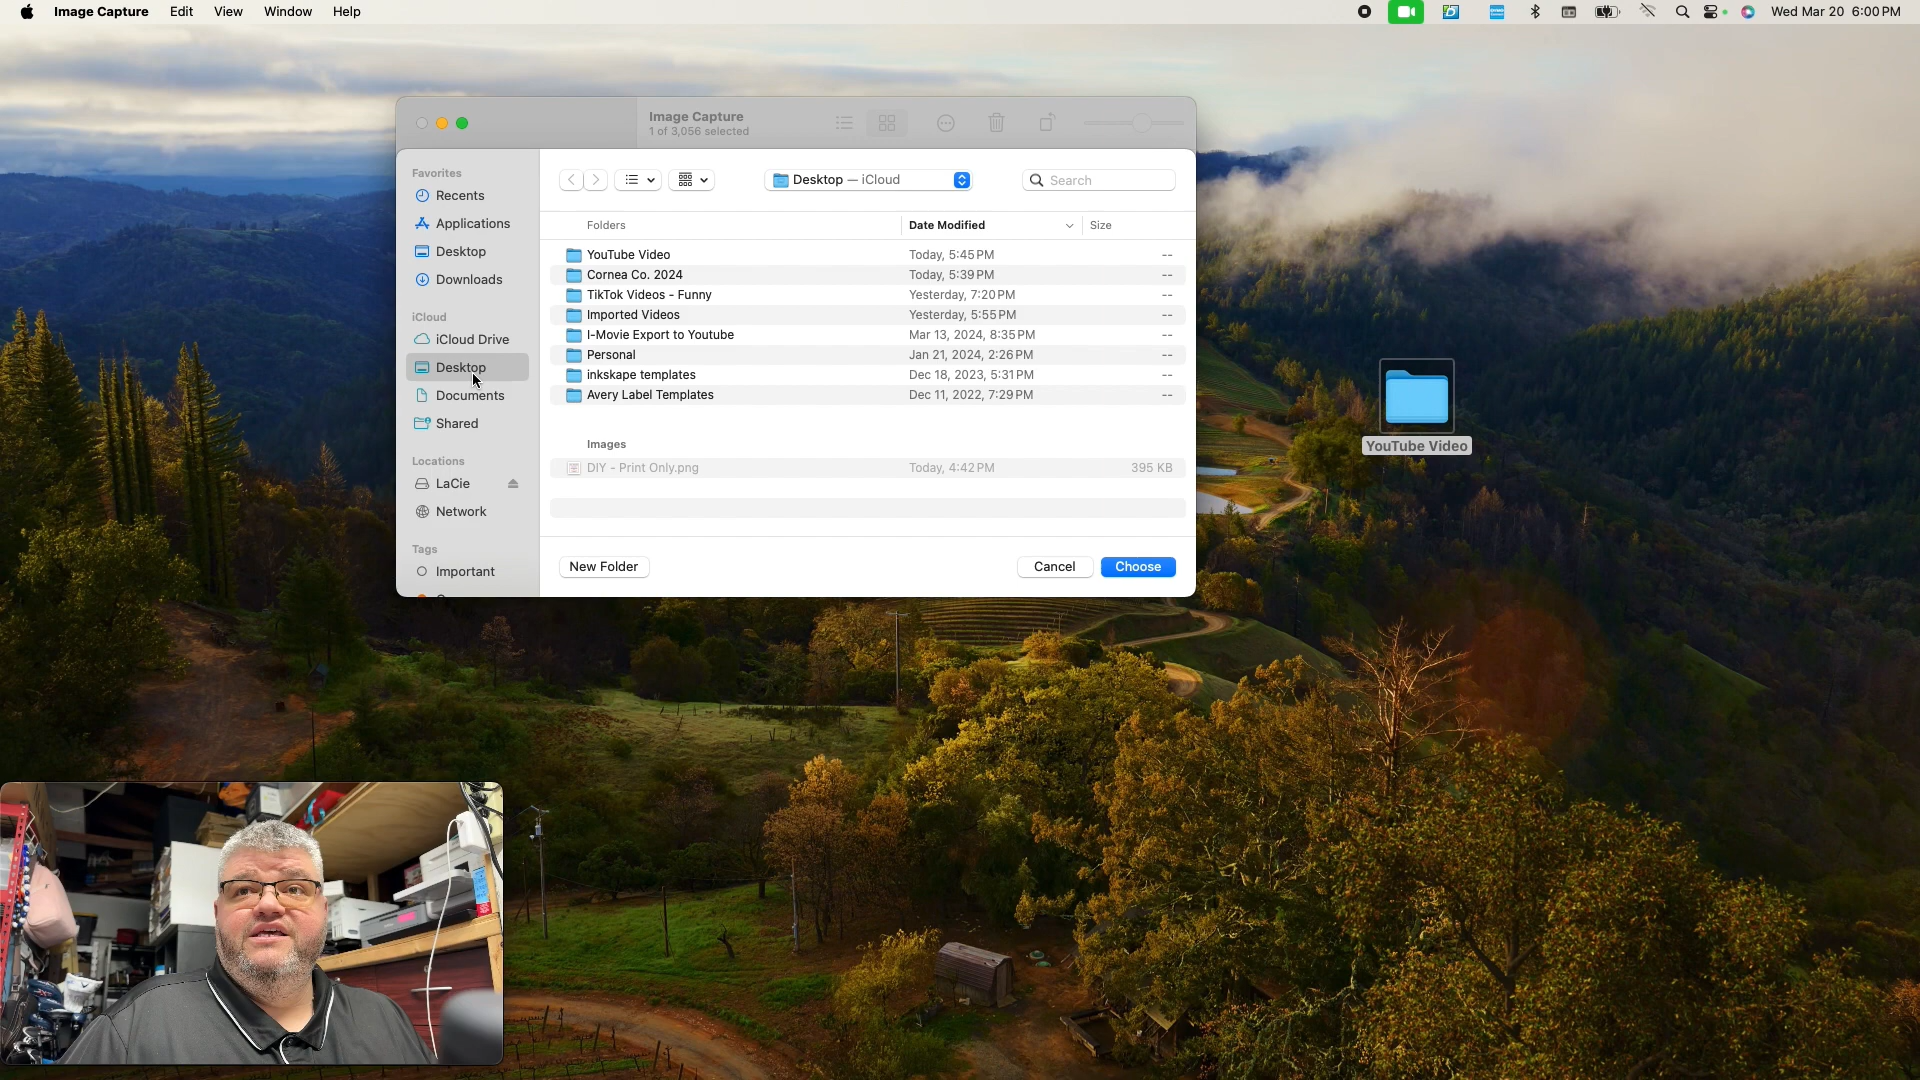 Image Capture Edit View Window Help Wed Mar 20 6:00 PM
Image Capture
1 of 3,056 selected
Favorites
Recents
Applications
Desktop
Downloads
iCloud
iCloud Drive
Desktop
Documents
Shared
Locations
LaCie
Network
Tags
Important
Desktop — iCloud
Search
Folders Date Modified Size
YouTube Video Today, 5:45 PM --
Cornea Co. 2024 Today, 5:39 PM --
TikTok Videos - Funny Yesterday, 7:20 PM --
Imported Videos Yesterday, 5:55 PM --
I-Movie Export to Youtube Mar 13, 2024, 8:35 PM --
Personal Jan 21, 2024, 2:26 PM --
inkskape templates Dec 18, 2023, 5:31 PM --
Avery Label Templates Dec 11, 2022, 7:29 PM --
Images
DIY - Print Only.png Today, 4:42 PM 395 KB
New Folder Cancel Choose
YouTube Video